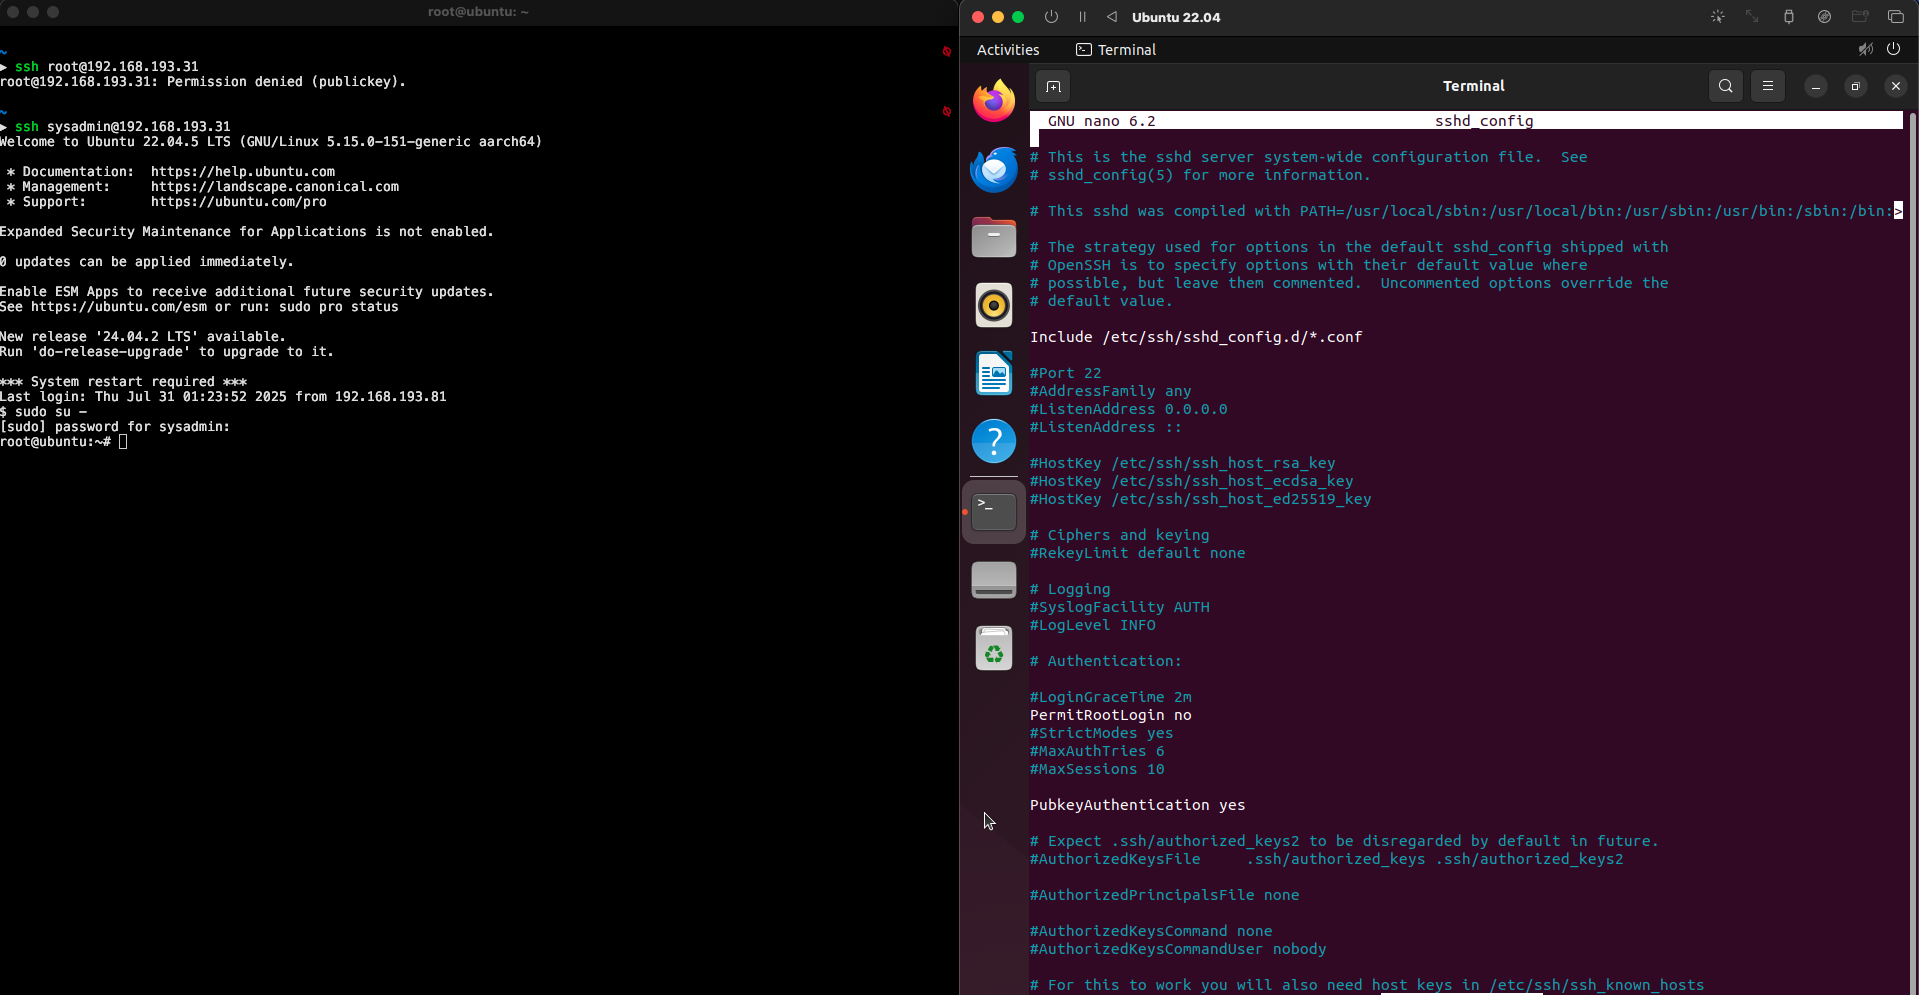 root@ubuntu: ~
~
▸ ssh root@192.168.193.31
root@192.168.193.31: Permission denied (publickey).
~
▸ ssh sysadmin@192.168.193.31
Welcome to Ubuntu 22.04.5 LTS (GNU/Linux 5.15.0-151-generic aarch64)
* Documentation:  https://help.ubuntu.com
* Management:     https://landscape.canonical.com
* Support:        https://ubuntu.com/pro
Expanded Security Maintenance for Applications is not enabled.
0 updates can be applied immediately.
Enable ESM Apps to receive additional future security updates.
See https://ubuntu.com/esm or run: sudo pro status
New release '24.04.2 LTS' available.
Run 'do-release-upgrade' to upgrade to it.
*** System restart required ***
Last login: Thu Jul 31 01:23:52 2025 from 192.168.193.81
$ sudo su -
[sudo] password for sysadmin:
root@ubuntu:~#
Ubuntu 22.04
Activities
Terminal
Terminal
GNU nano 6.2                               sshd_config
# This is the sshd server system-wide configuration file.  See
# sshd_config(5) for more information.
# This sshd was compiled with PATH=/usr/local/sbin:/usr/local/bin:/usr/sbin:/usr/bin:/sbin:/bin:>
# The strategy used for options in the default sshd_config shipped with
# OpenSSH is to specify options with their default value where
# possible, but leave them commented.  Uncommented options override the
# default value.
Include /etc/ssh/sshd_config.d/*.conf
#Port 22
#AddressFamily any
#ListenAddress 0.0.0.0
#ListenAddress ::
#HostKey /etc/ssh/ssh_host_rsa_key
#HostKey /etc/ssh/ssh_host_ecdsa_key
#HostKey /etc/ssh/ssh_host_ed25519_key
# Ciphers and keying
#RekeyLimit default none
# Logging
#SyslogFacility AUTH
#LogLevel INFO
# Authentication:
#LoginGraceTime 2m
PermitRootLogin no
#StrictModes yes
#MaxAuthTries 6
#MaxSessions 10
PubkeyAuthentication yes
# Expect .ssh/authorized_keys2 to be disregarded by default in future.
#AuthorizedKeysFile     .ssh/authorized_keys .ssh/authorized_keys2
#AuthorizedPrincipalsFile none
#AuthorizedKeysCommand none
#AuthorizedKeysCommandUser nobody
# For this to work you will also need host keys in /etc/ssh/ssh_known_hosts